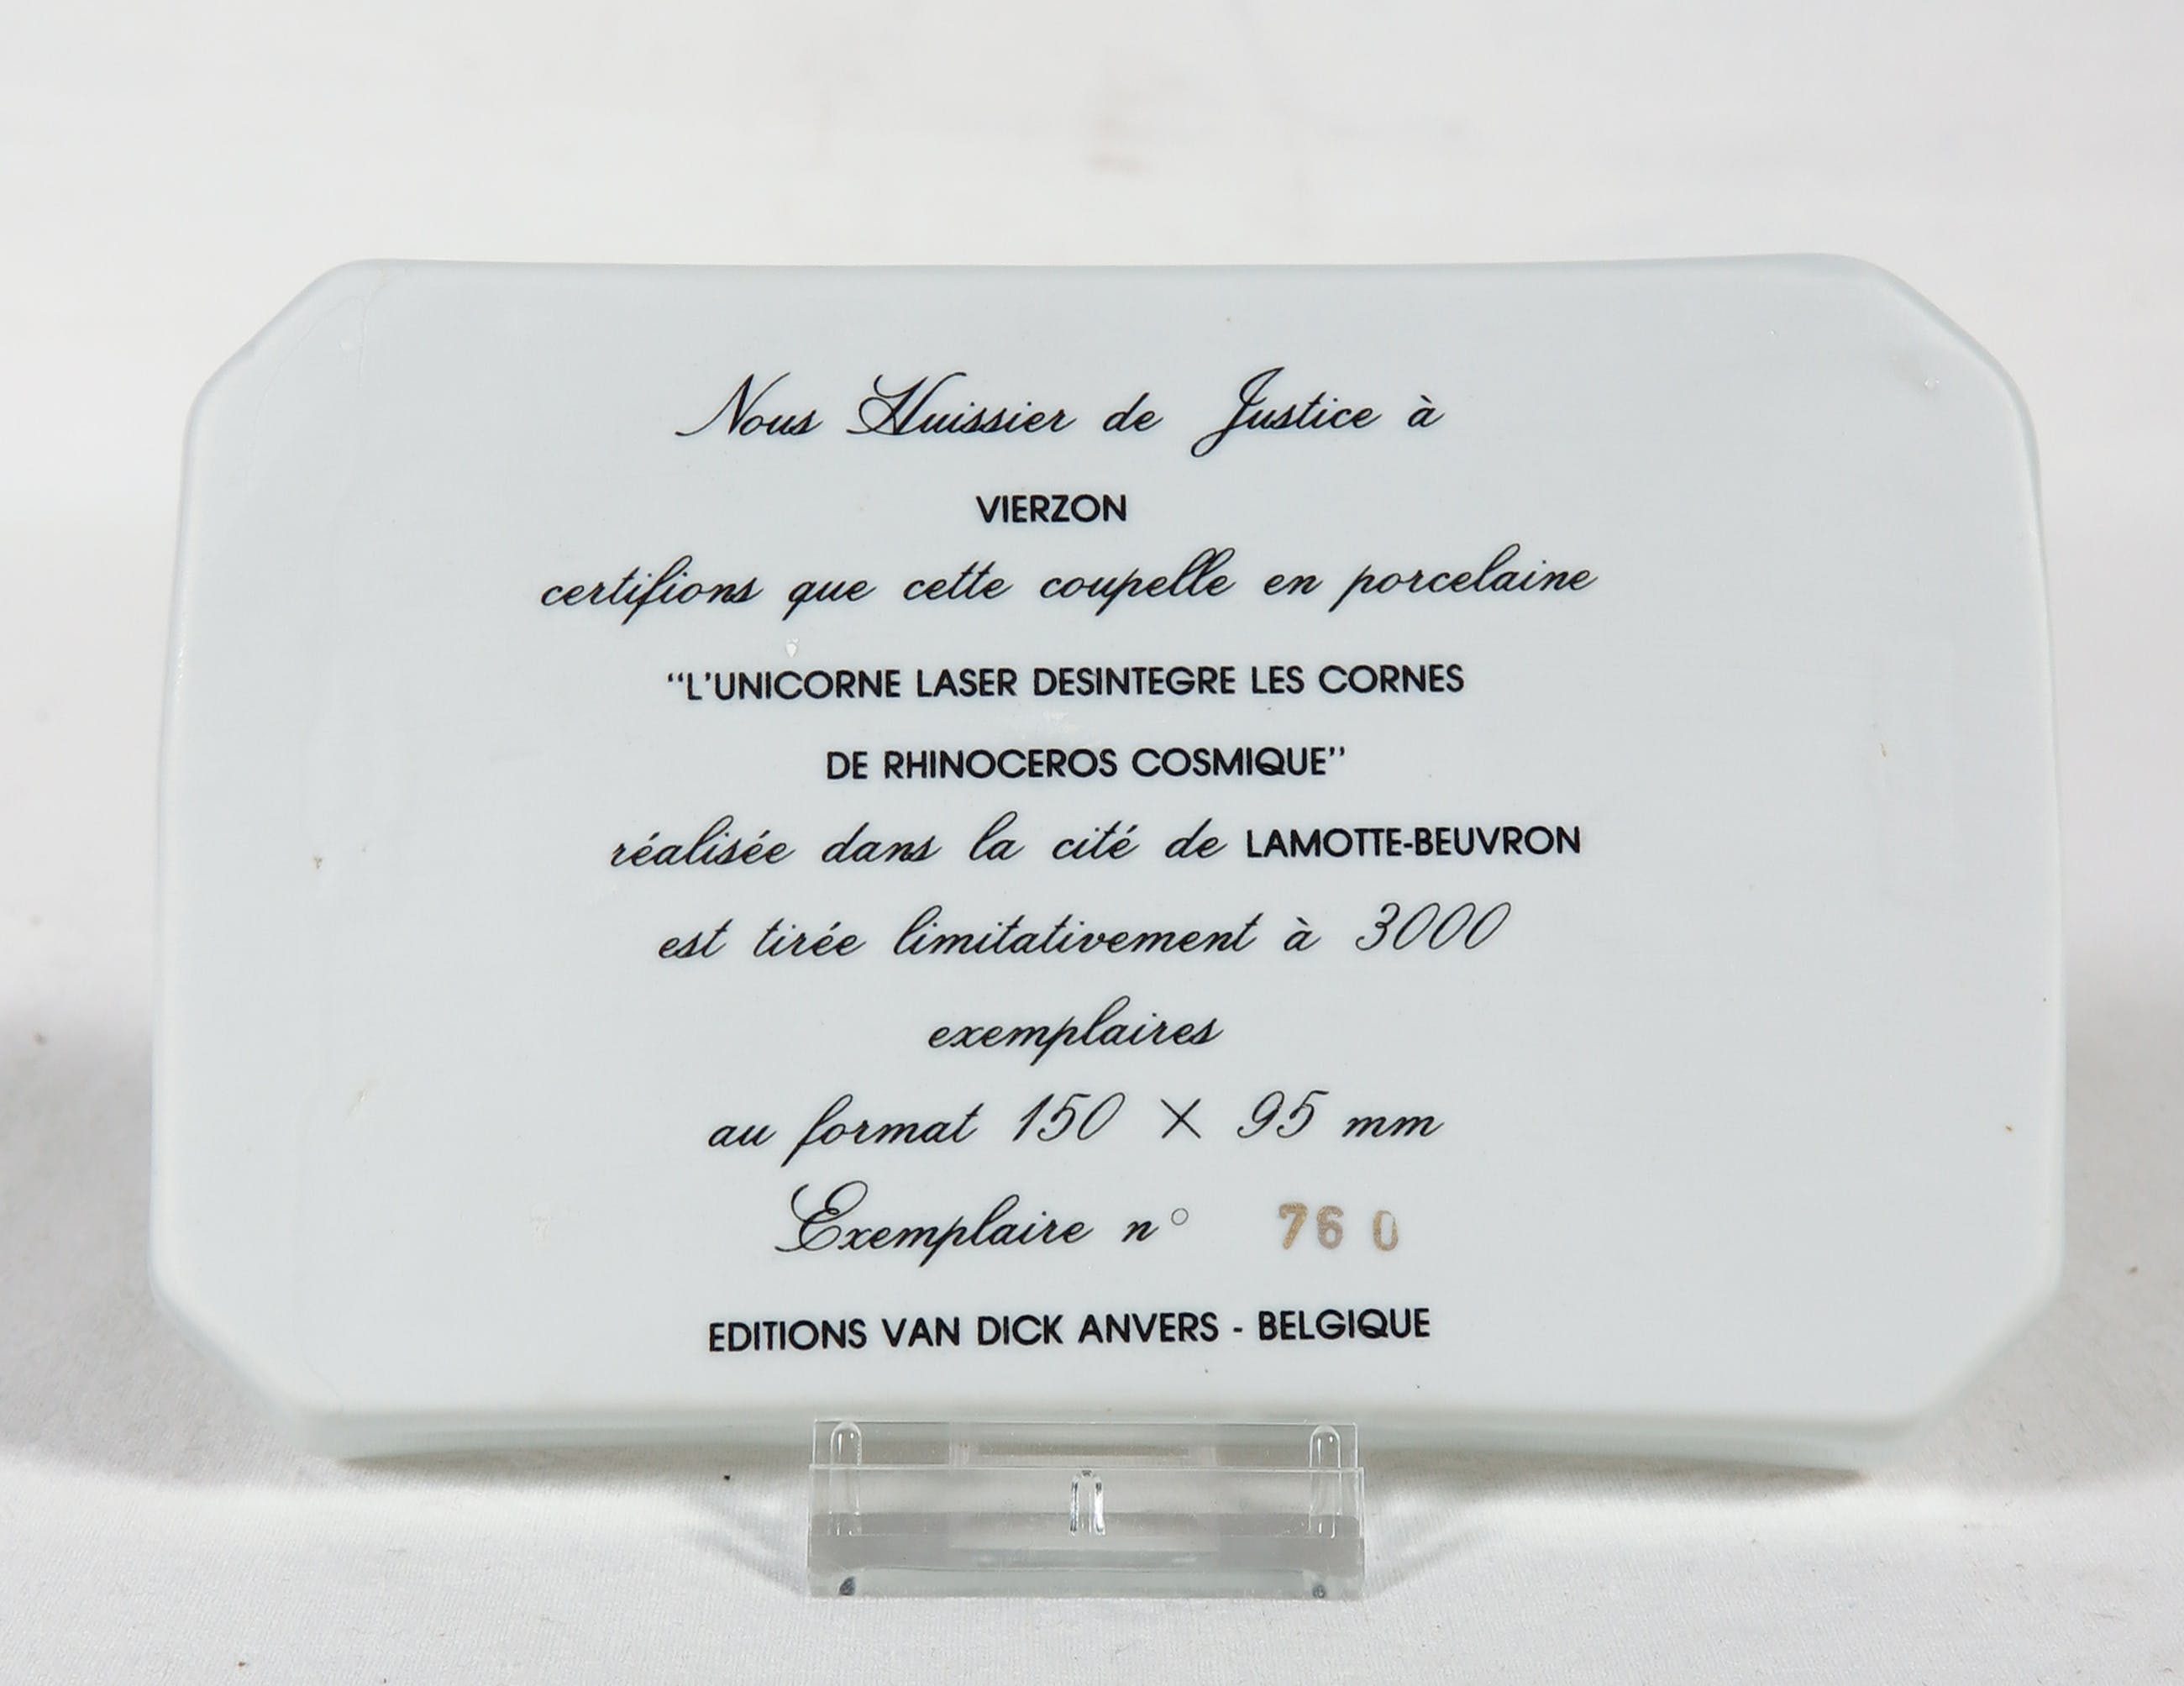 Nous Huissier de Justice à
VIERZON
certifions que cette coupelle en porcelaine
“L'UNICORNE LASER DESINTEGRE LES CORNES
DE RHINOCEROS COSMIQUE”
réalisée dans la cité de LAMOTTE-BEUVRON
est tirée limitativement à 3000
exemplaires
au format 150 X 95 mm
Exemplaire n° 760
EDITIONS VAN DICK ANVERS - BELGIQUE